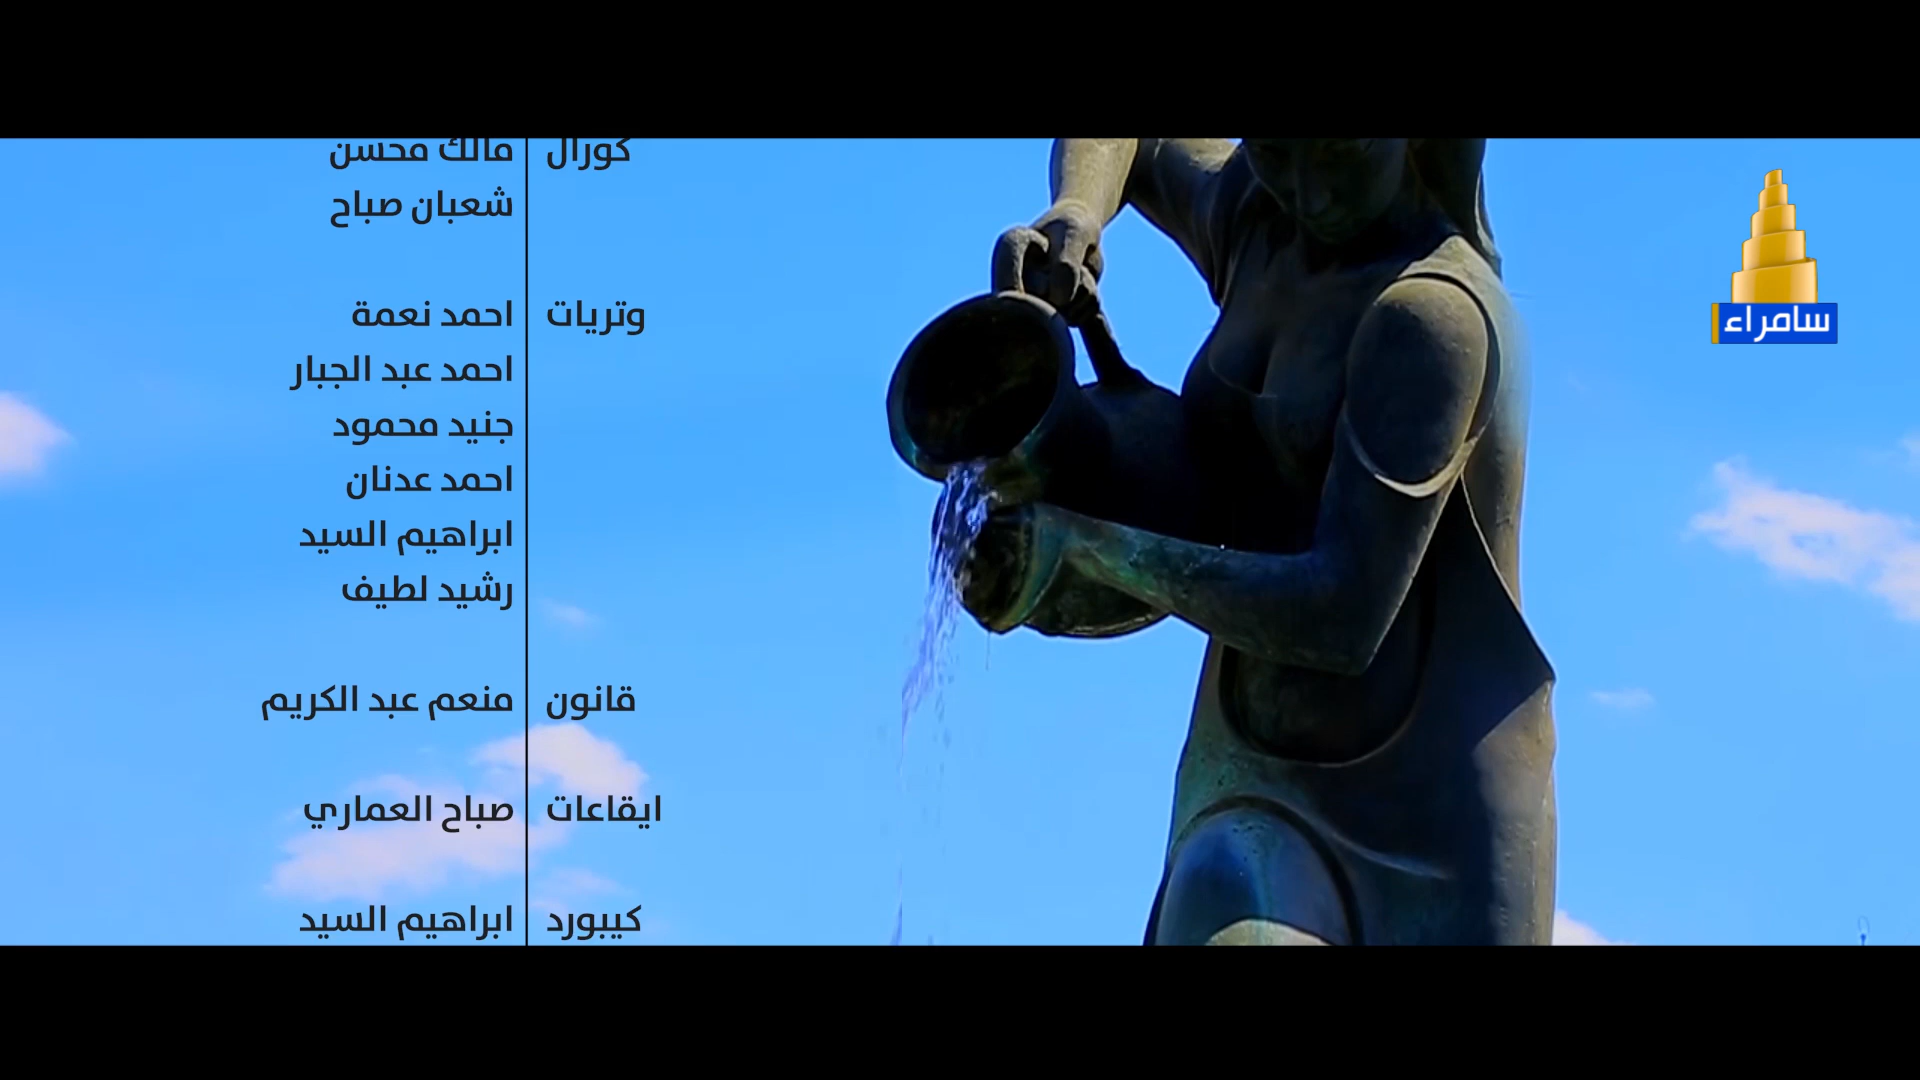 كورال مالك محسن
شعبان صباح
وتريات احمد نعمة
احمد عبد الجبار
جنيد محمود
احمد عدنان
ابراهيم السيد
رشيد لطيف
قانون منعم عبد الكريم
ايقاعات صباح العماري
كيبورد ابراهيم السيد
سامراء